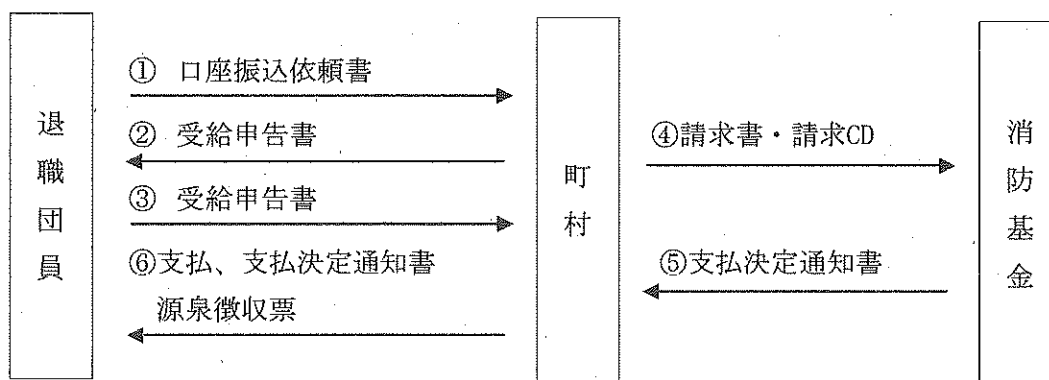 退職団員
① 口座振込依頼書
② 受給申告書
③ 受給申告書
⑥支払、支払決定通知書
源泉徴収票
町村
④請求書・請求CD
⑤支払決定通知書
消防基金